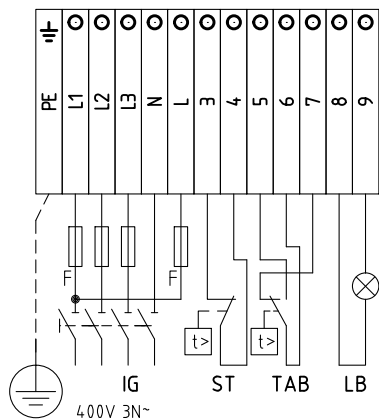 PE L1 L2 L3 N L 3 4 5 6 7 8 9
F F
t> t>
IG ST TAB LB
400V 3N~